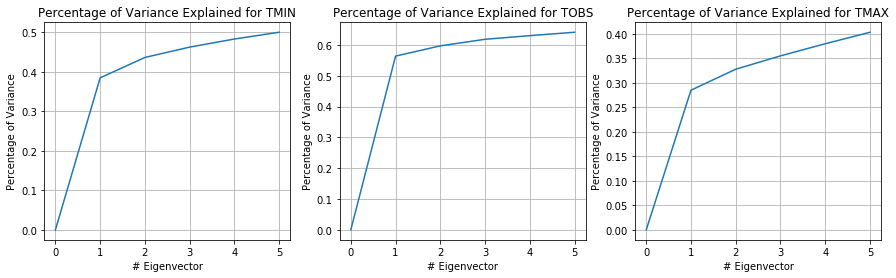 Percentage of Variance Explained for TMIN
Percentage of Variance
0.5
0.4
0.3
0.2
0.1
0.0
0 1 2 3 4 5
# Eigenvector
Percentage of Variance Explained for TOBS
Percentage of Variance
0.6
0.5
0.4
0.3
0.2
0.1
0.0
0 1 2 3 4 5
# Eigenvector
Percentage of Variance Explained for TMAX
Percentage of Variance
0.40
0.35
0.30
0.25
0.20
0.15
0.10
0.05
0.00
0 1 2 3 4 5
# Eigenvector